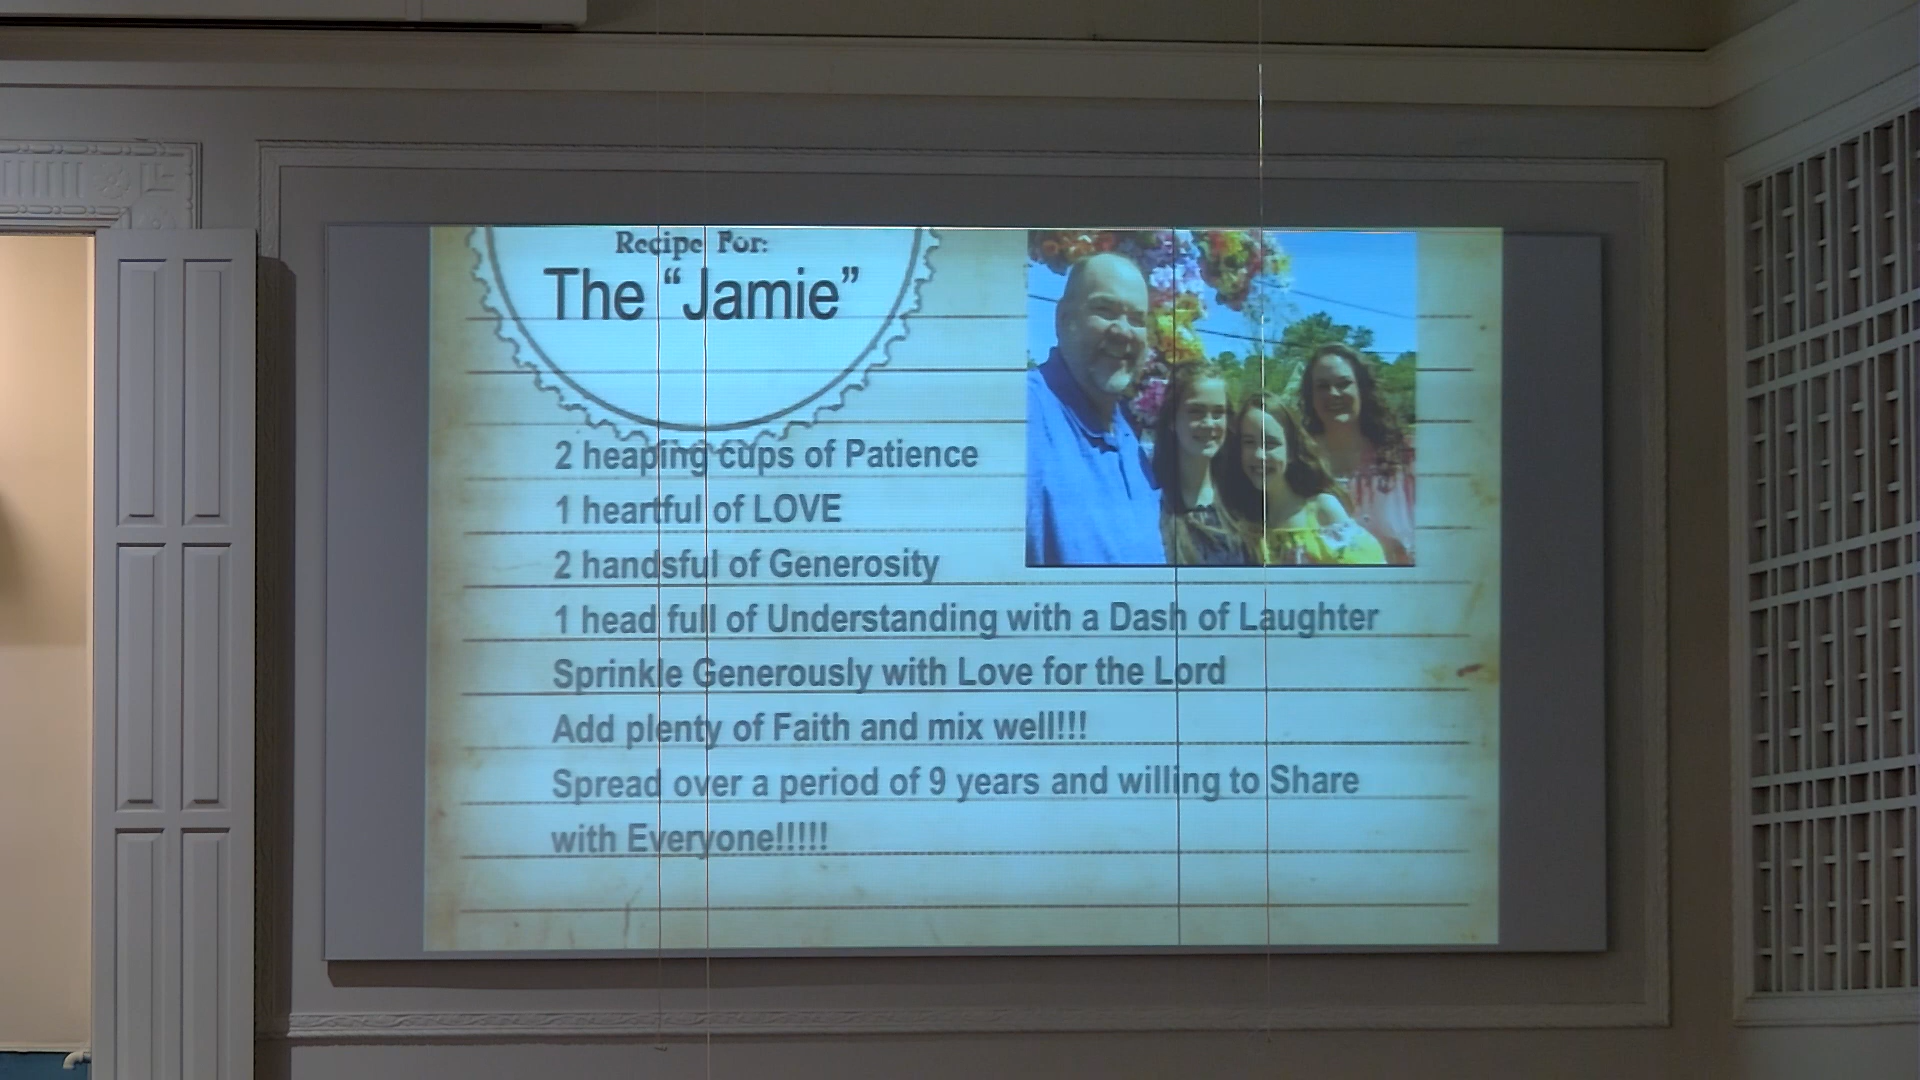 Recipe For:
The “Jamie”
2 heaping cups of Patience
1 heartful of LOVE
2 handsful of Generosity
1 head full of Understanding with a Dash of Laughter
Sprinkle Generously with Love for the Lord
Add plenty of Faith and mix well!!!
Spread over a period of 9 years and willing to Share
with Everyone!!!!!